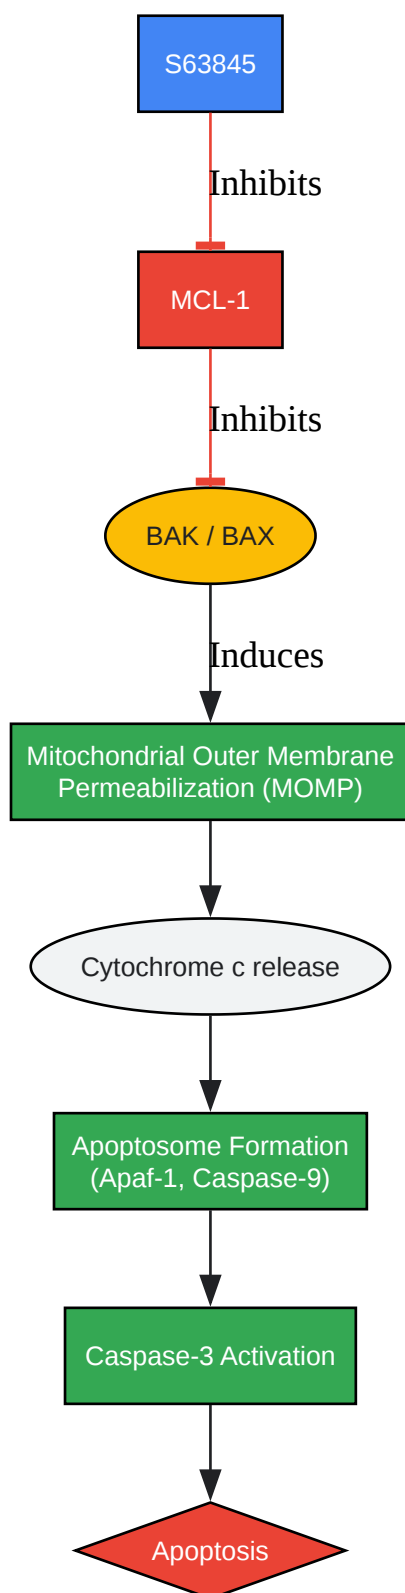 S63845
Inhibits
MCL-1
Inhibits
BAK / BAX
Induces
Mitochondrial Outer Membrane
Permeabilization (MOMP)
Cytochrome c release
Apoptosome Formation
(Apaf-1, Caspase-9)
Caspase-3 Activation
Apoptosis